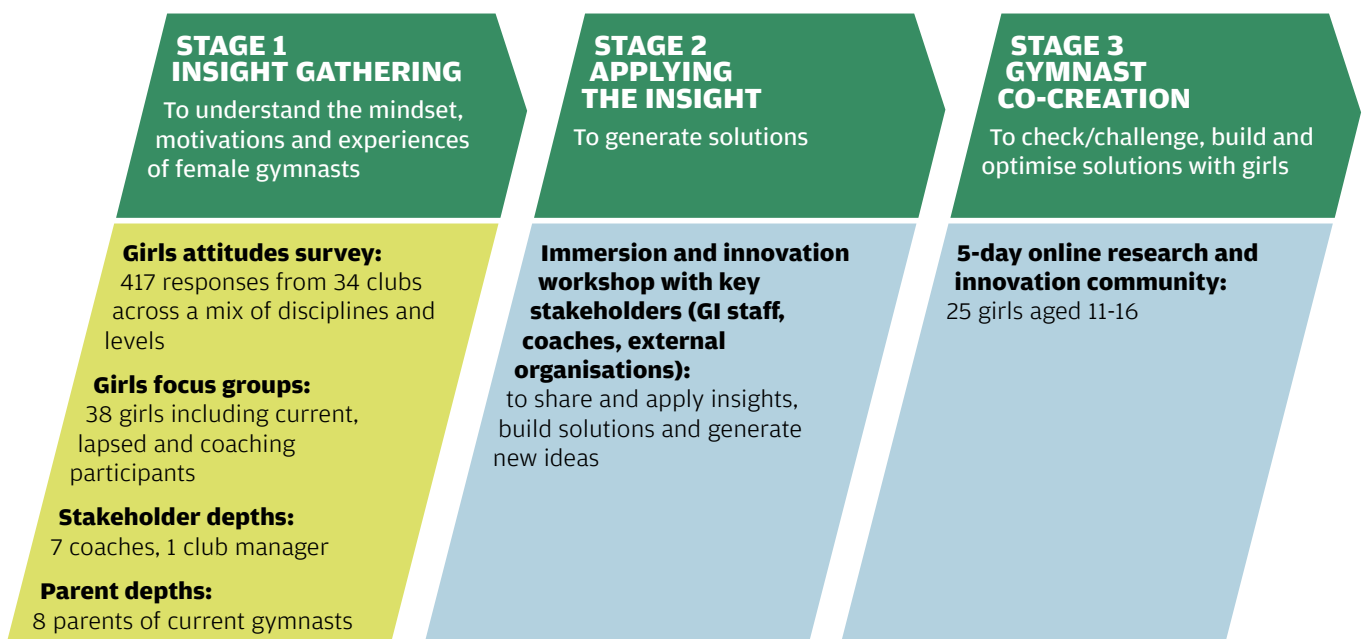 STAGE 1
INSIGHT GATHERING
To understand the mindset,
motivations and experiences
of female gymnasts
Girls attitudes survey:
417 responses from 34 clubs
across a mix of disciplines and
levels
Girls focus groups:
38 girls including current,
lapsed and coaching
participants
Stakeholder depths:
7 coaches, 1 club manager
Parent depths:
8 parents of current gymnasts
STAGE 2
APPLYING
THE INSIGHT
To generate solutions
Immersion and innovation
workshop with key
stakeholders (GI staff,
coaches, external
organisations):
to share and apply insights,
build solutions and generate
new ideas
STAGE 3
GYMNAST
CO-CREATION
To check/challenge, build and
optimise solutions with girls
5-day online research and
innovation community:
25 girls aged 11-16